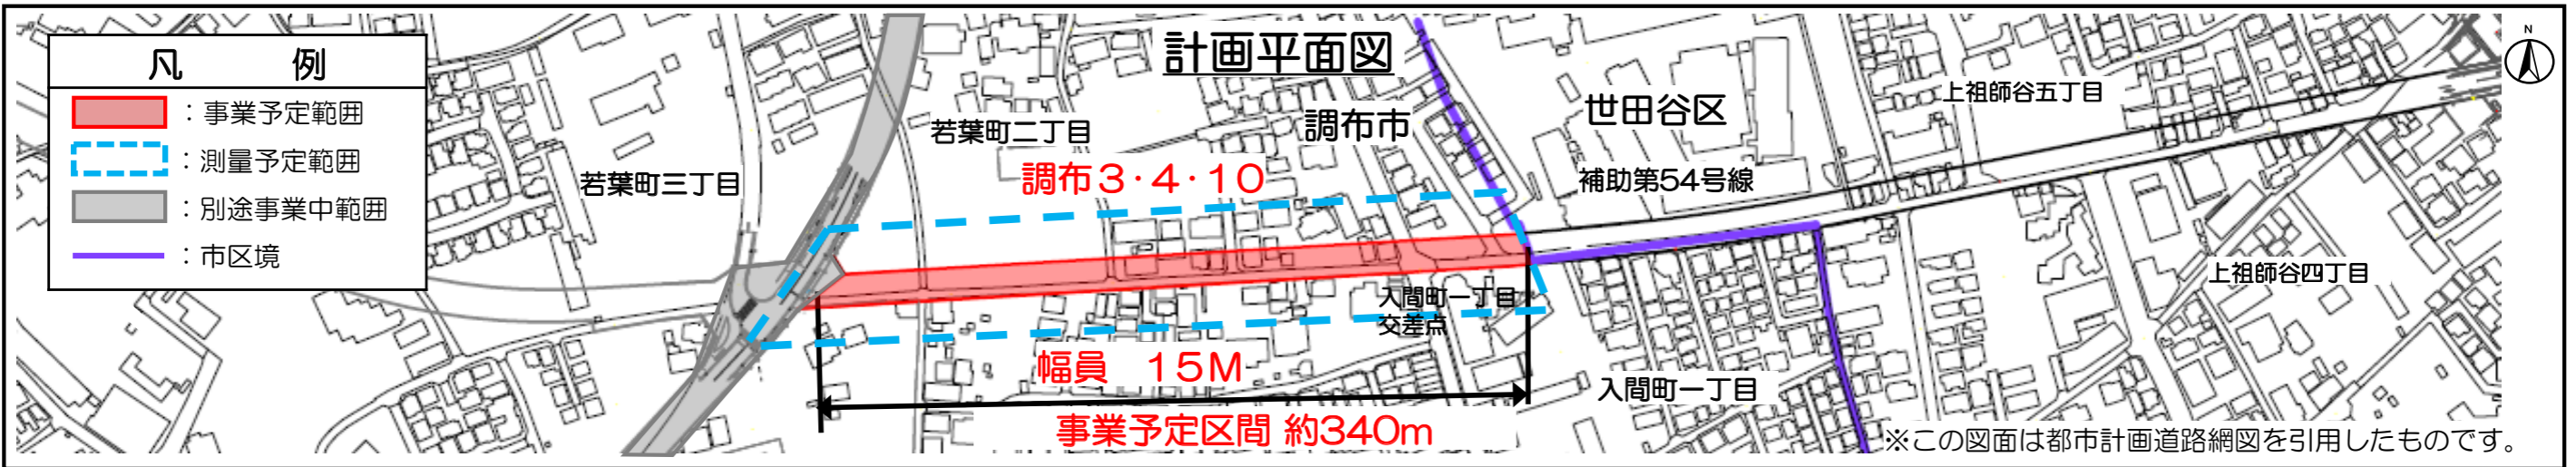 計画平面図
N
凡 例
：事業予定範囲
：測量予定範囲
：別途事業中範囲
：市区境
若葉町三丁目
若葉町二丁目
調布市
世田谷区
上祖師谷五丁目
調布3・4・10
補助第54号線
上祖師谷四丁目
入間町一丁目
交差点
幅員 15M
入間町一丁目
事業予定区間 約340m
※この図面は都市計画道路網図を引用したものです。